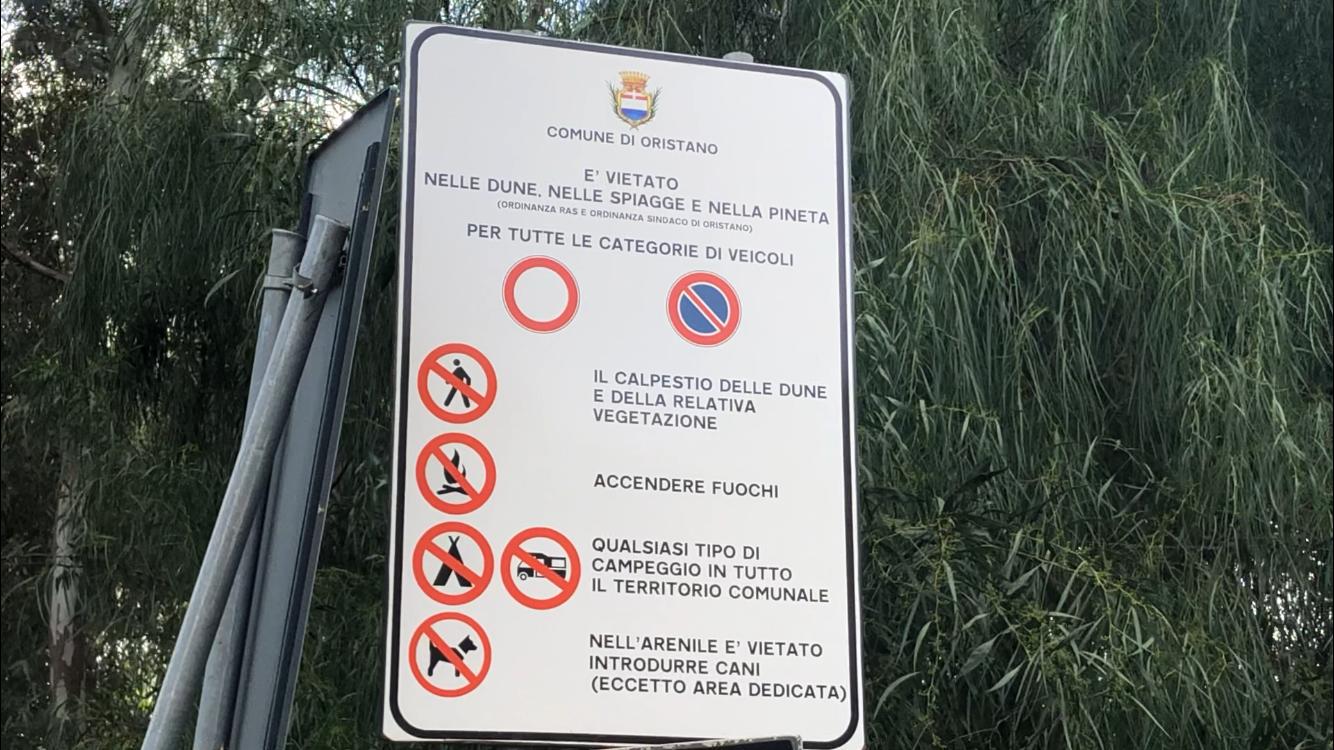 COMUNE DI ORISTANO
E' VIETATO
NELLE DUNE, NELLE SPIAGGE E NELLA PINETA
(ORDINANZA RAS E ORDINANZA SINDACO DI ORISTANO)
PER TUTTE LE CATEGORIE DI VEICOLI
IL CALPESTIO DELLE DUNE
E DELLA RELATIVA
VEGETAZIONE
ACCENDERE FUOCHI
QUALSIASI TIPO DI
CAMPEGGIO IN TUTTO
IL TERRITORIO COMUNALE
NELL'ARENILE E' VIETATO
INTRODURRE CANI
(ECCETTO AREA DEDICATA)